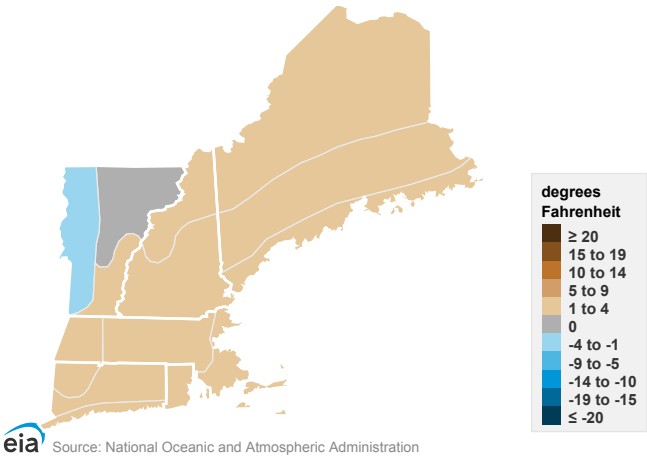 degrees
Fahrenheit
≥ 20
15 to 19
10 to 14
5 to 9
1 to 4
0
-4 to -1
-9 to -5
-14 to -10
-19 to -15
≤ -20
eia Source: National Oceanic and Atmospheric Administration